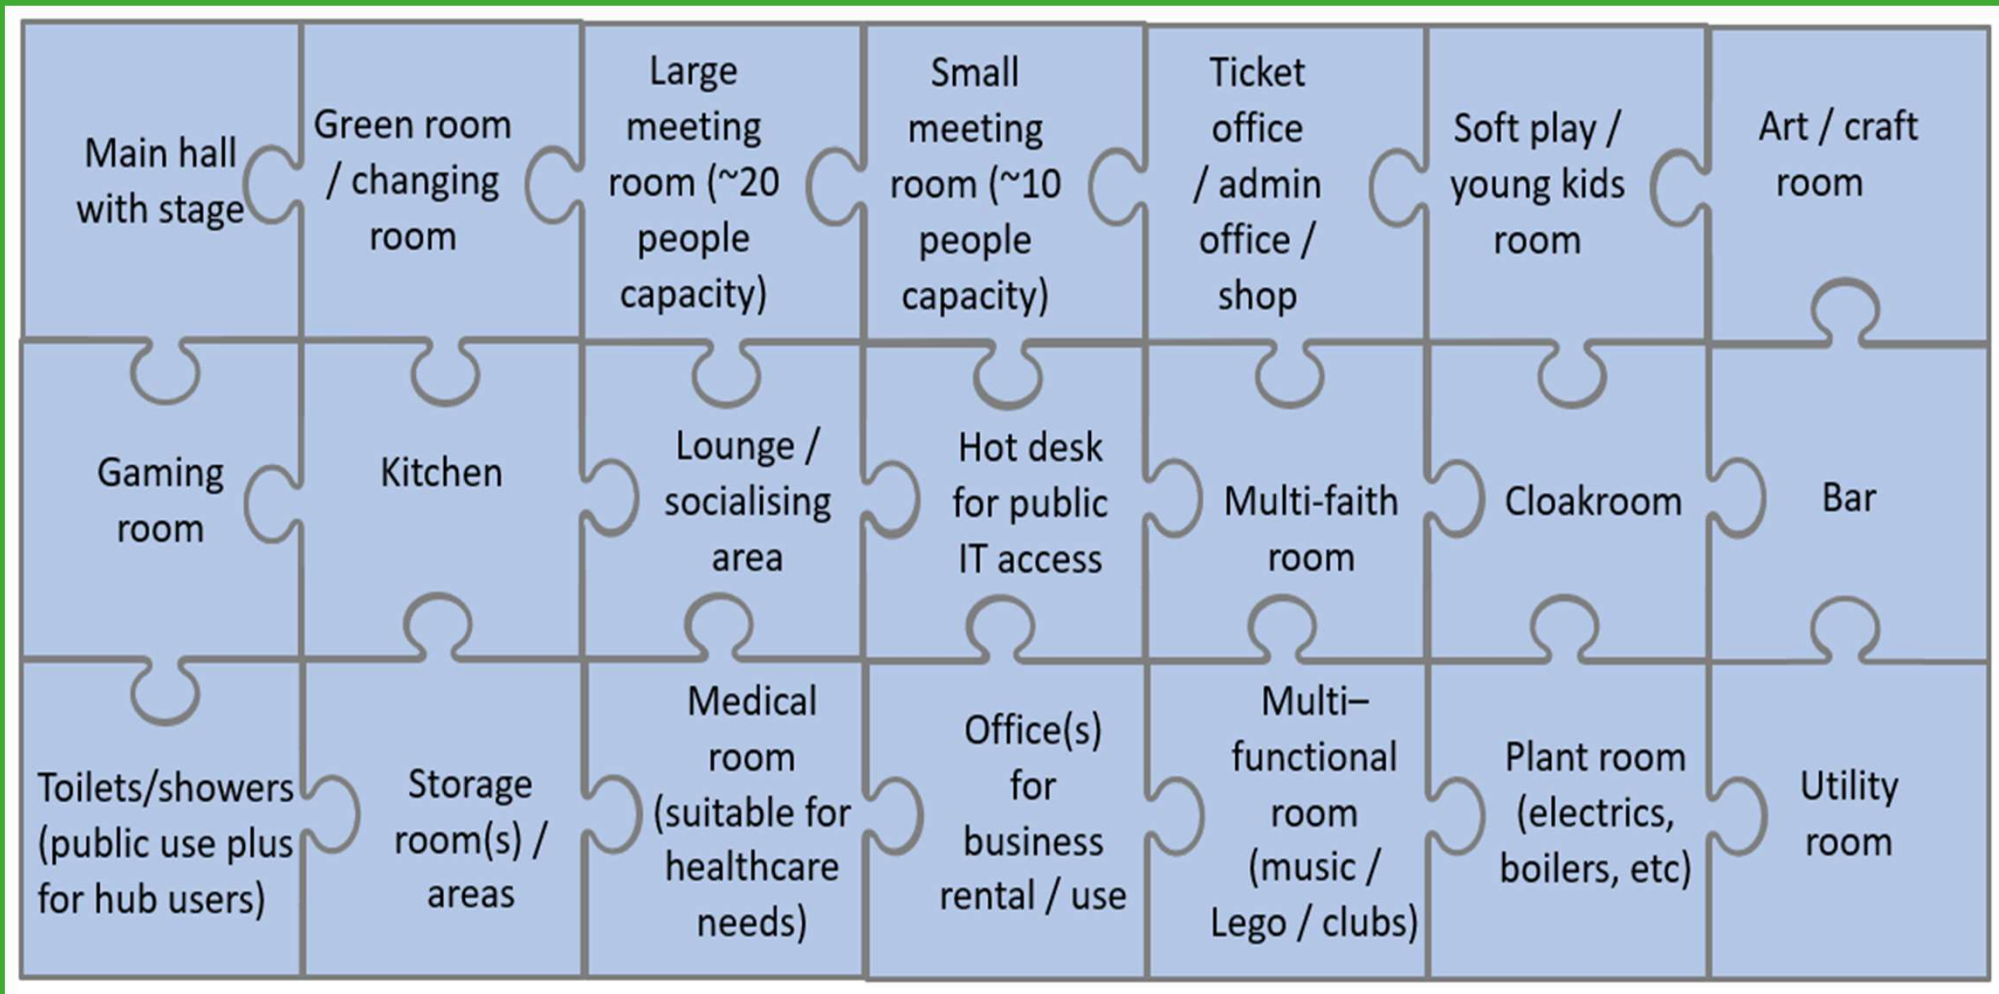 Main hall
with stage
Green room
/ changing
room
Large
meeting
room (~20
people
capacity)
Small
meeting
room (~10
people
capacity)
Ticket
office
/ admin
office /
shop
Soft play /
young kids
room
Art / craft
room
Gaming
room
Kitchen
Lounge /
socialising
area
Hot desk
for public
IT access
Multi-faith
room
Cloakroom
Bar
Toilets/showers
(public use plus
for hub users)
Storage
room(s) /
areas
Medical
room
(suitable for
healthcare
needs)
Office(s)
for
business
rental / use
Multi–
functional
room
(music /
Lego / clubs)
Plant room
(electrics,
boilers, etc)
Utility
room